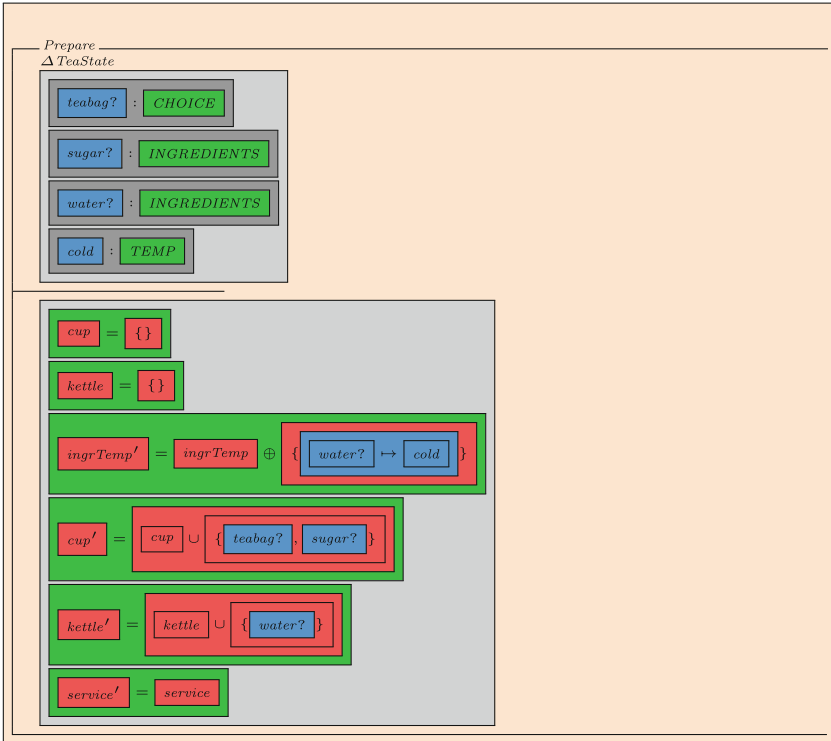 Prepare
Δ TeaState
teabag? : CHOICE
sugar? : INGREDIENTS
water? : INGREDIENTS
cold : TEMP
cup = { }
kettle = { }
ingrTemp′ = ingrTemp ⊕ { water? ↦ cold }
cup′ = cup ∪ { teabag? , sugar? }
kettle′ = kettle ∪ { water? }
service′ = service